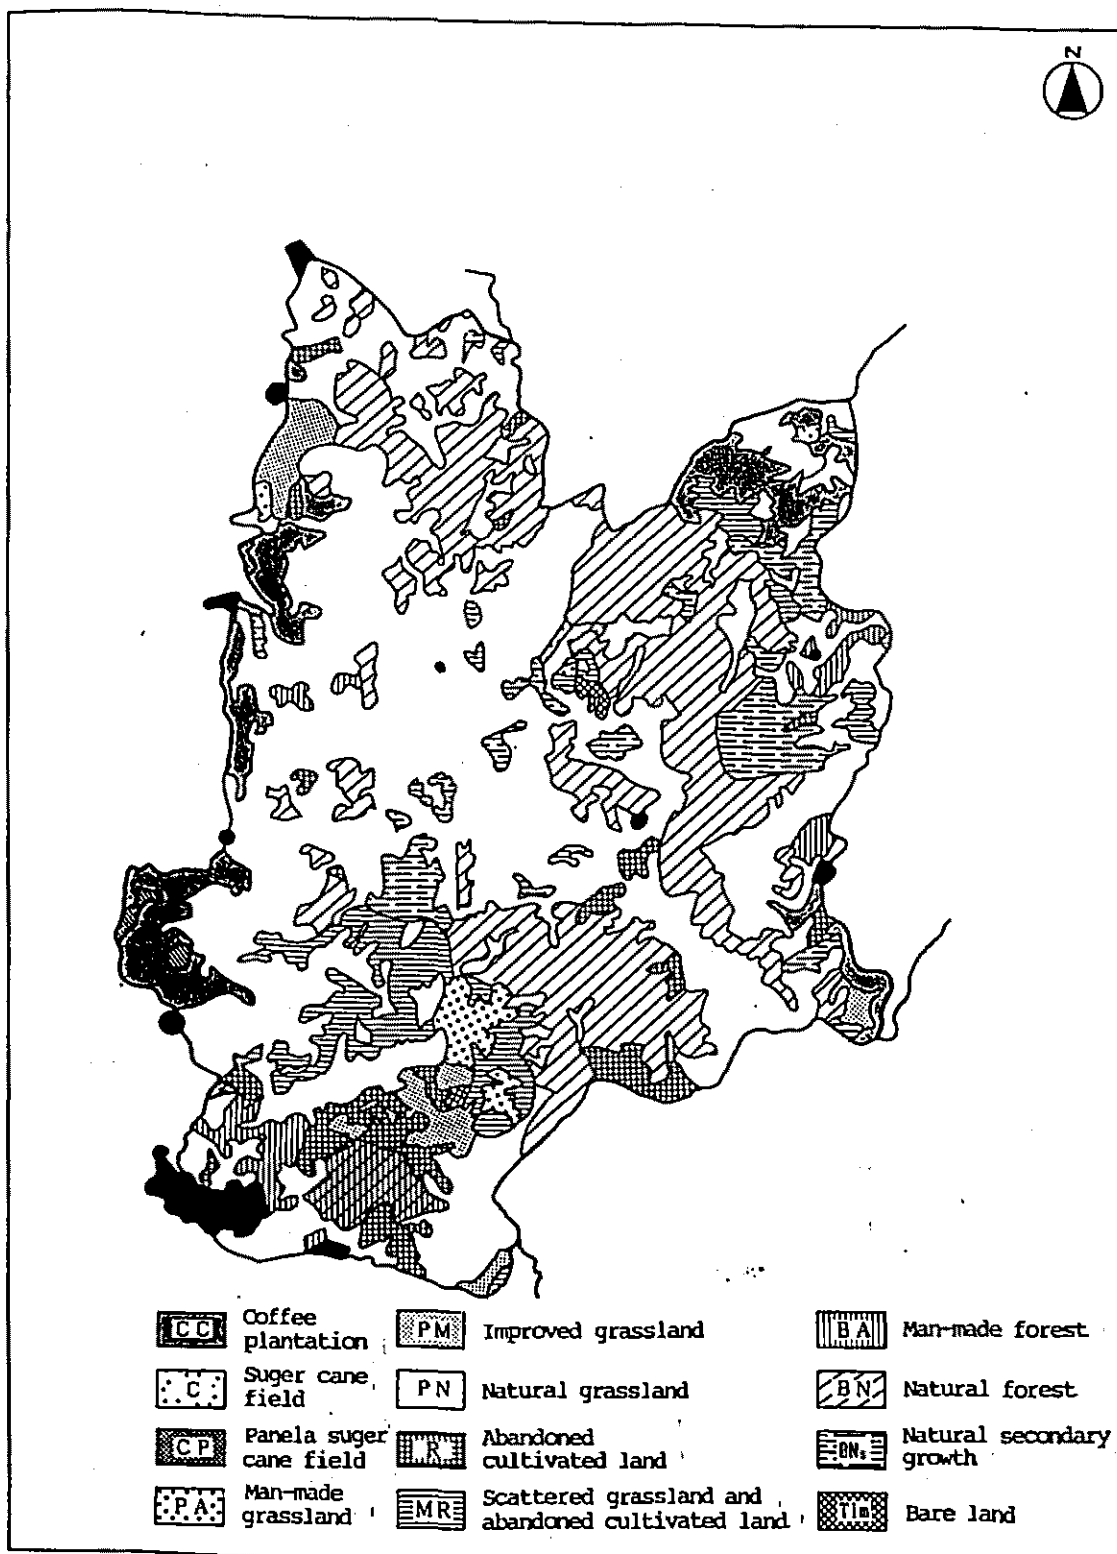 N
CC Coffee
plantation
C Suger cane
field
CP Panela suger
cane field
PA Man-made
grassland
PM Improved grassland
PN Natural grassland
R Abandoned
cultivated land
MR Scattered grassland and
abandoned cultivated land
BA Man-made forest
BN Natural forest
BNs Natural secondary
growth
Tlm Bare land